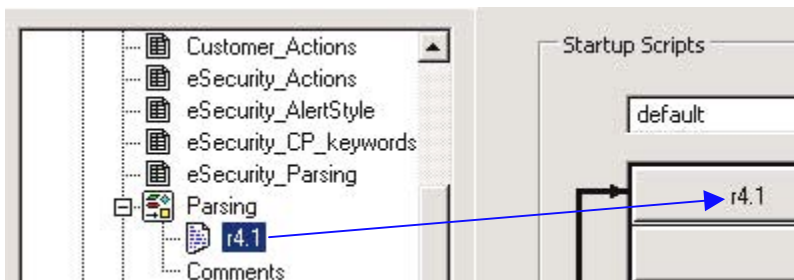 Customer_Actions
eSecurity_Actions
eSecurity_AlertStyle
eSecurity_CP_keywords
eSecurity_Parsing
Parsing
r4.1
Comments
Startup Scripts
default
r4.1